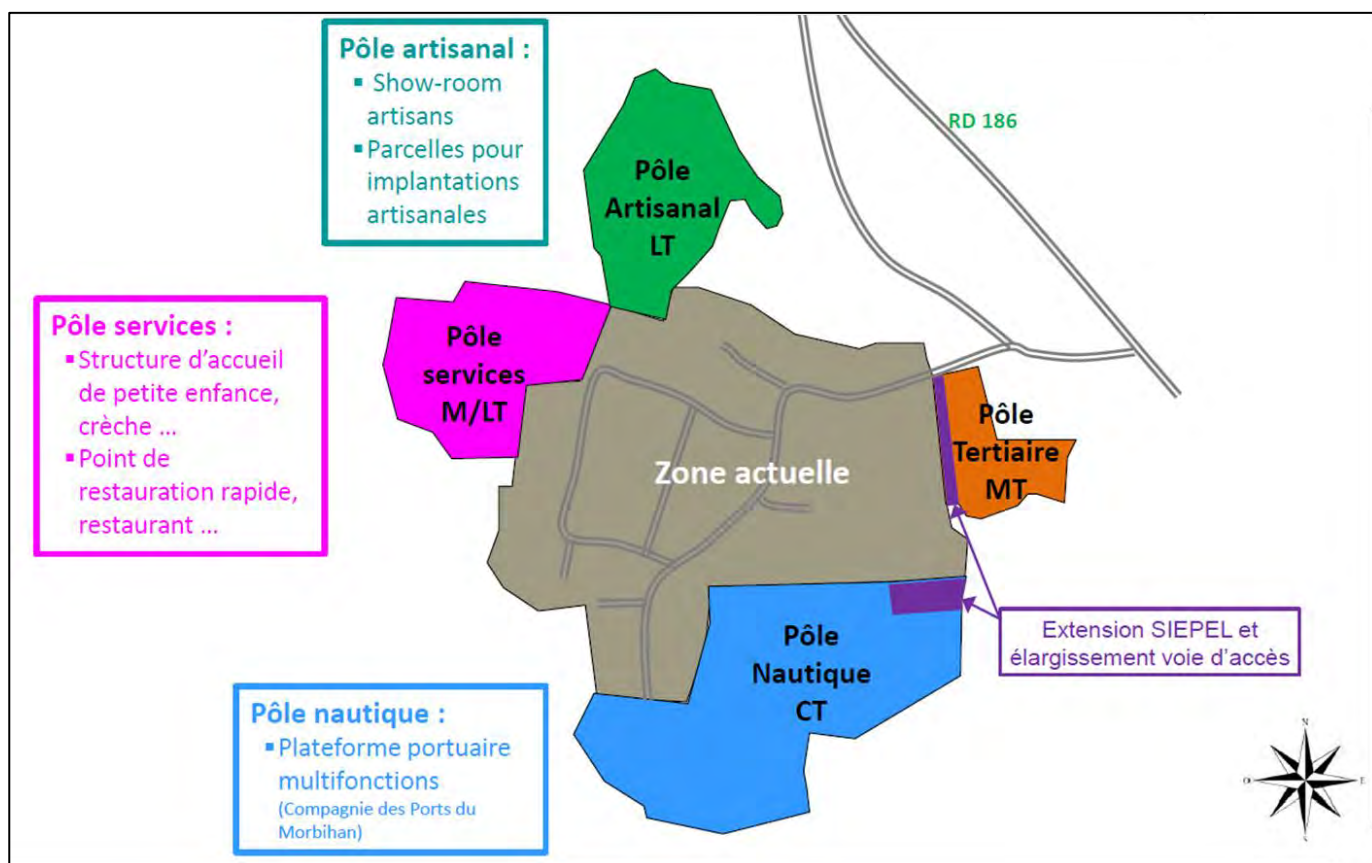 Pôle artisanal :
▪ Show-room
artisans
▪ Parcelles pour
implantations
artisanales
RD 186
Pôle
Artisanal
LT
Pôle services :
▪ Structure d'accueil
de petite enfance,
crèche ...
▪ Point de
restauration rapide,
restaurant ...
Pôle
services
M/LT
Zone actuelle
Pôle
Tertiaire
MT
Extension SIEPEL et
élargissement voie d'accès
Pôle
Nautique
CT
Pôle nautique :
▪ Plateforme portuaire
multifonctions
(Compagnie des Ports du
Morbihan)
N
E